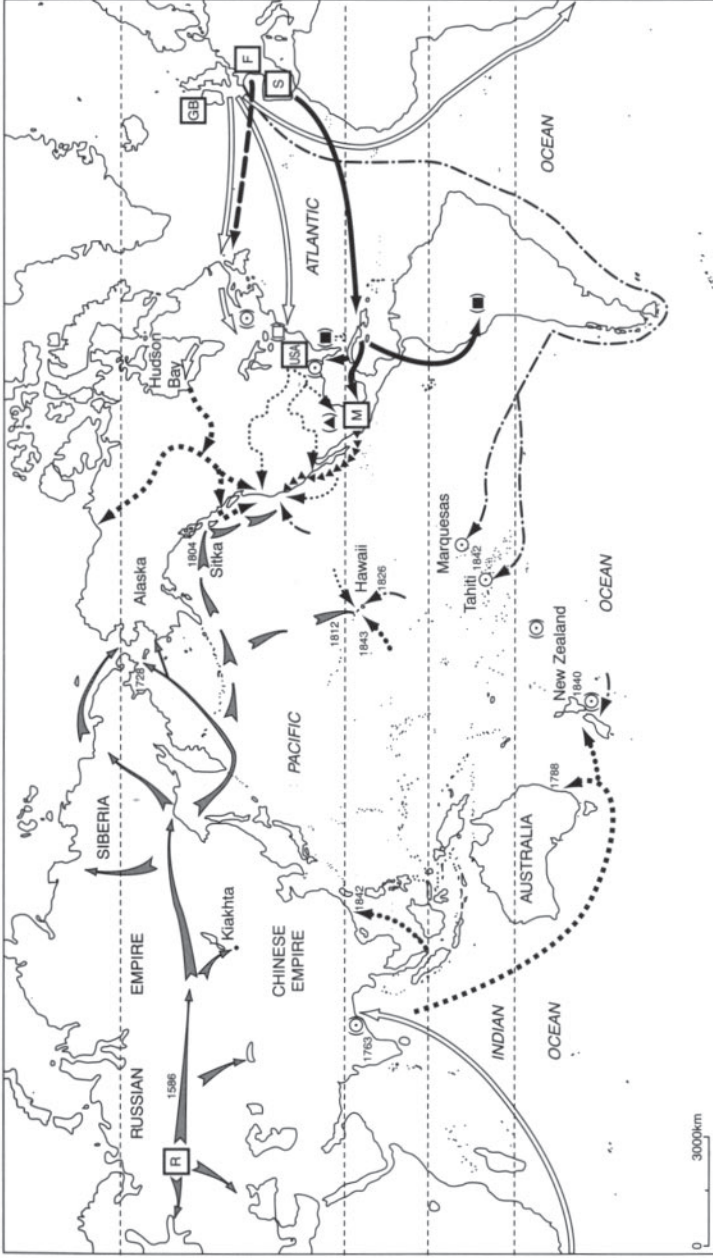 RUSSIAN
EMPIRE
SIBERIA
1586
R
Kiakhta
CHINESE
EMPIRE
1728
Alaska
1804
Sitka
Hudson
Bay
GB
F
S
ATLANTIC
OCEAN
USA
M
PACIFIC
OCEAN
1812
Hawaii
1843
1826
Marquesas
Tahiti
1842
New Zealand
1840
1788
AUSTRALIA
1842
1763
INDIAN
OCEAN
0
3000km